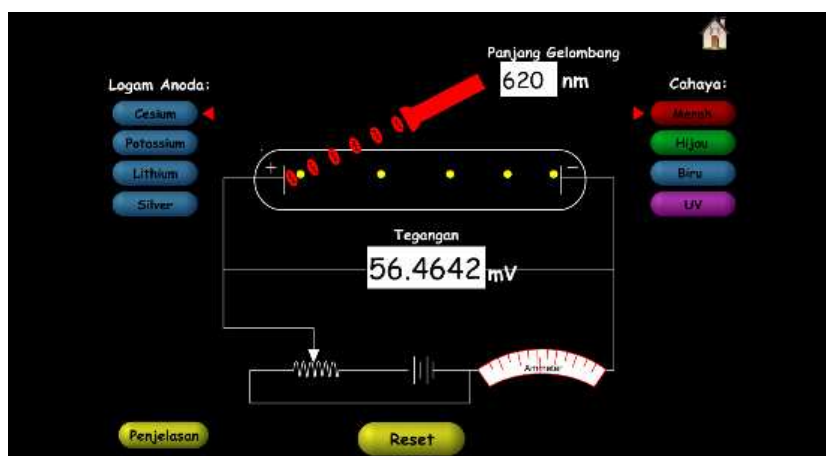 Panjang Gelombang
620 nm
Logam Anoda:
Cahaya:
Cesium
Merah
Potassium
Hijau
Lithium
Biru
Silver
UV
+
−
Tegangan
56.4642 mV
Ammeter
Penjelasan
Reset